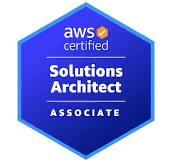 aws
certified
Solutions
Architect
ASSOCIATE